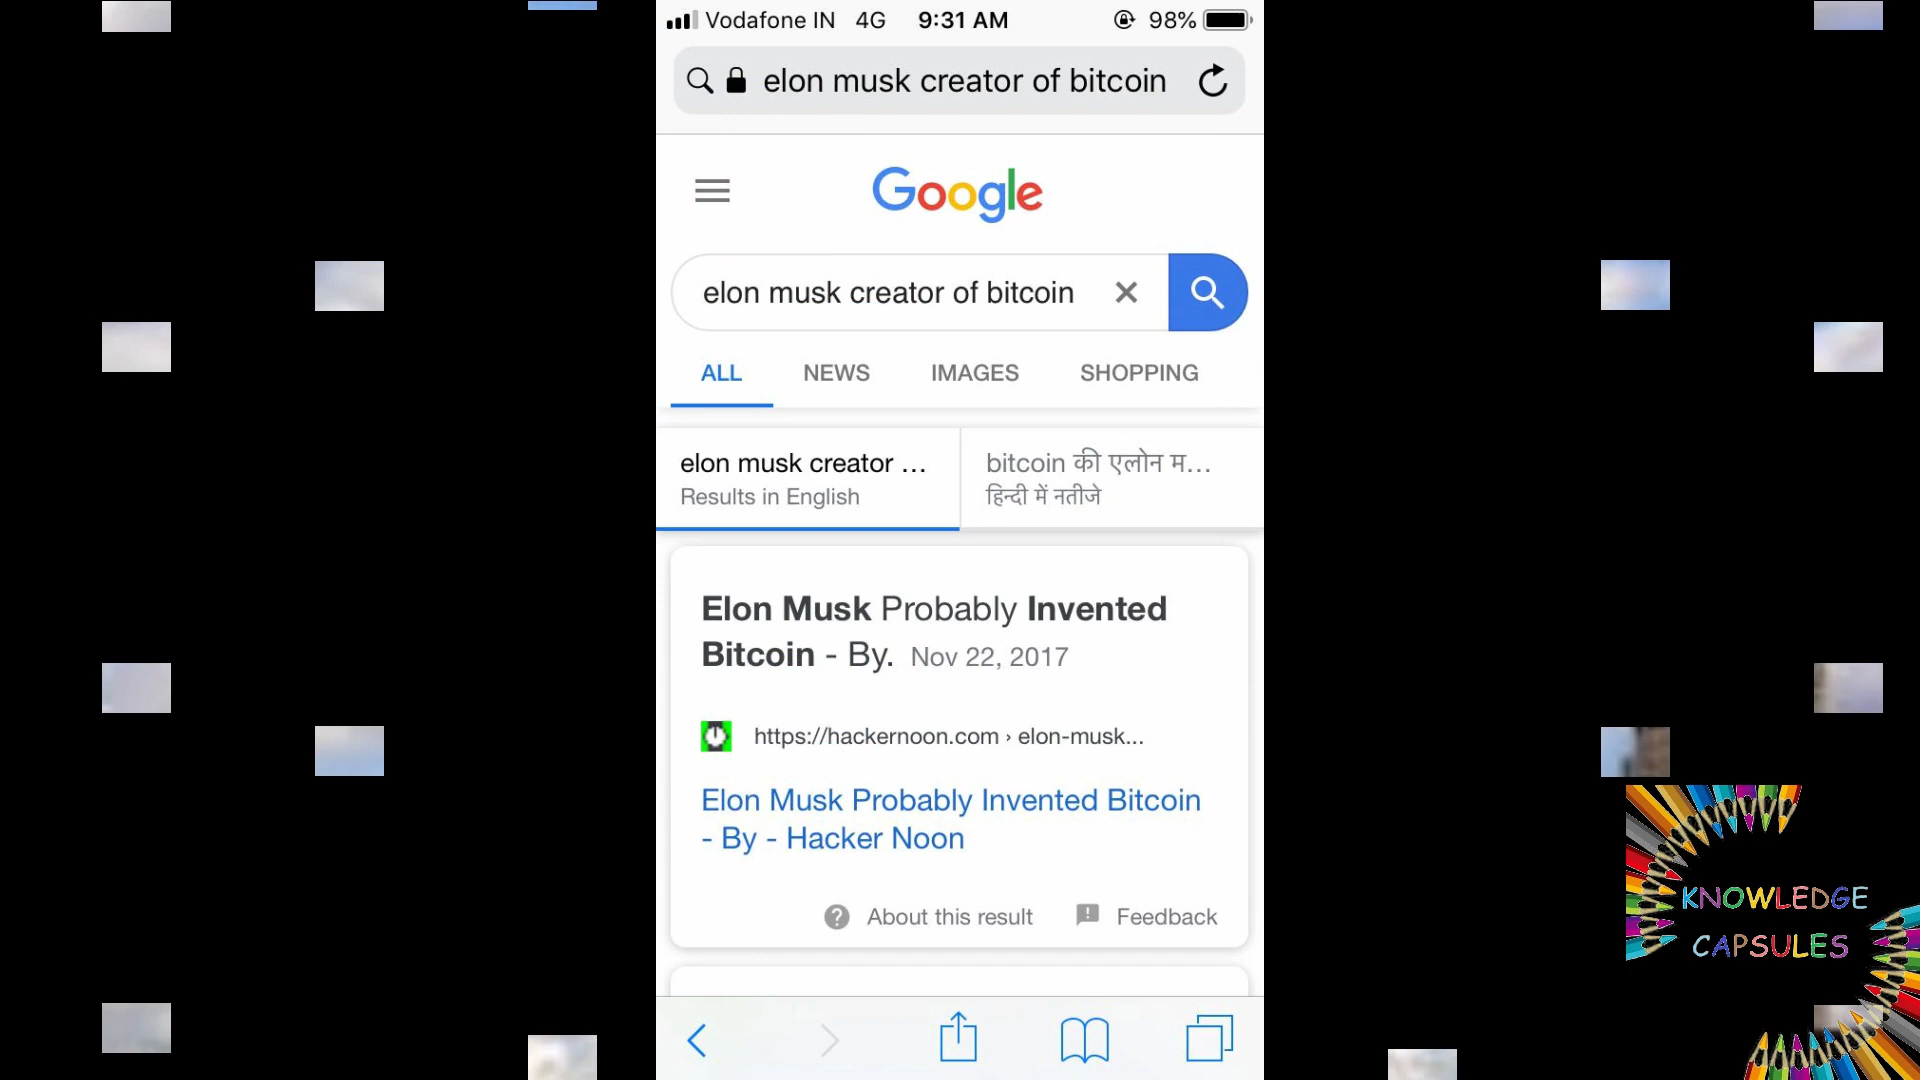 Vodafone IN 4G 9:31 AM 98%
elon musk creator of bitcoin
Google
elon musk creator of bitcoin
ALL NEWS IMAGES SHOPPING
elon musk creator ...
Results in English
bitcoin की एलोन म...
हिन्दी में नतीजे
Elon Musk Probably Invented
Bitcoin - By. Nov 22, 2017
https://hackernoon.com › elon-musk...
Elon Musk Probably Invented Bitcoin
- By - Hacker Noon
About this result Feedback
KNOWLEDGE
CAPSULES